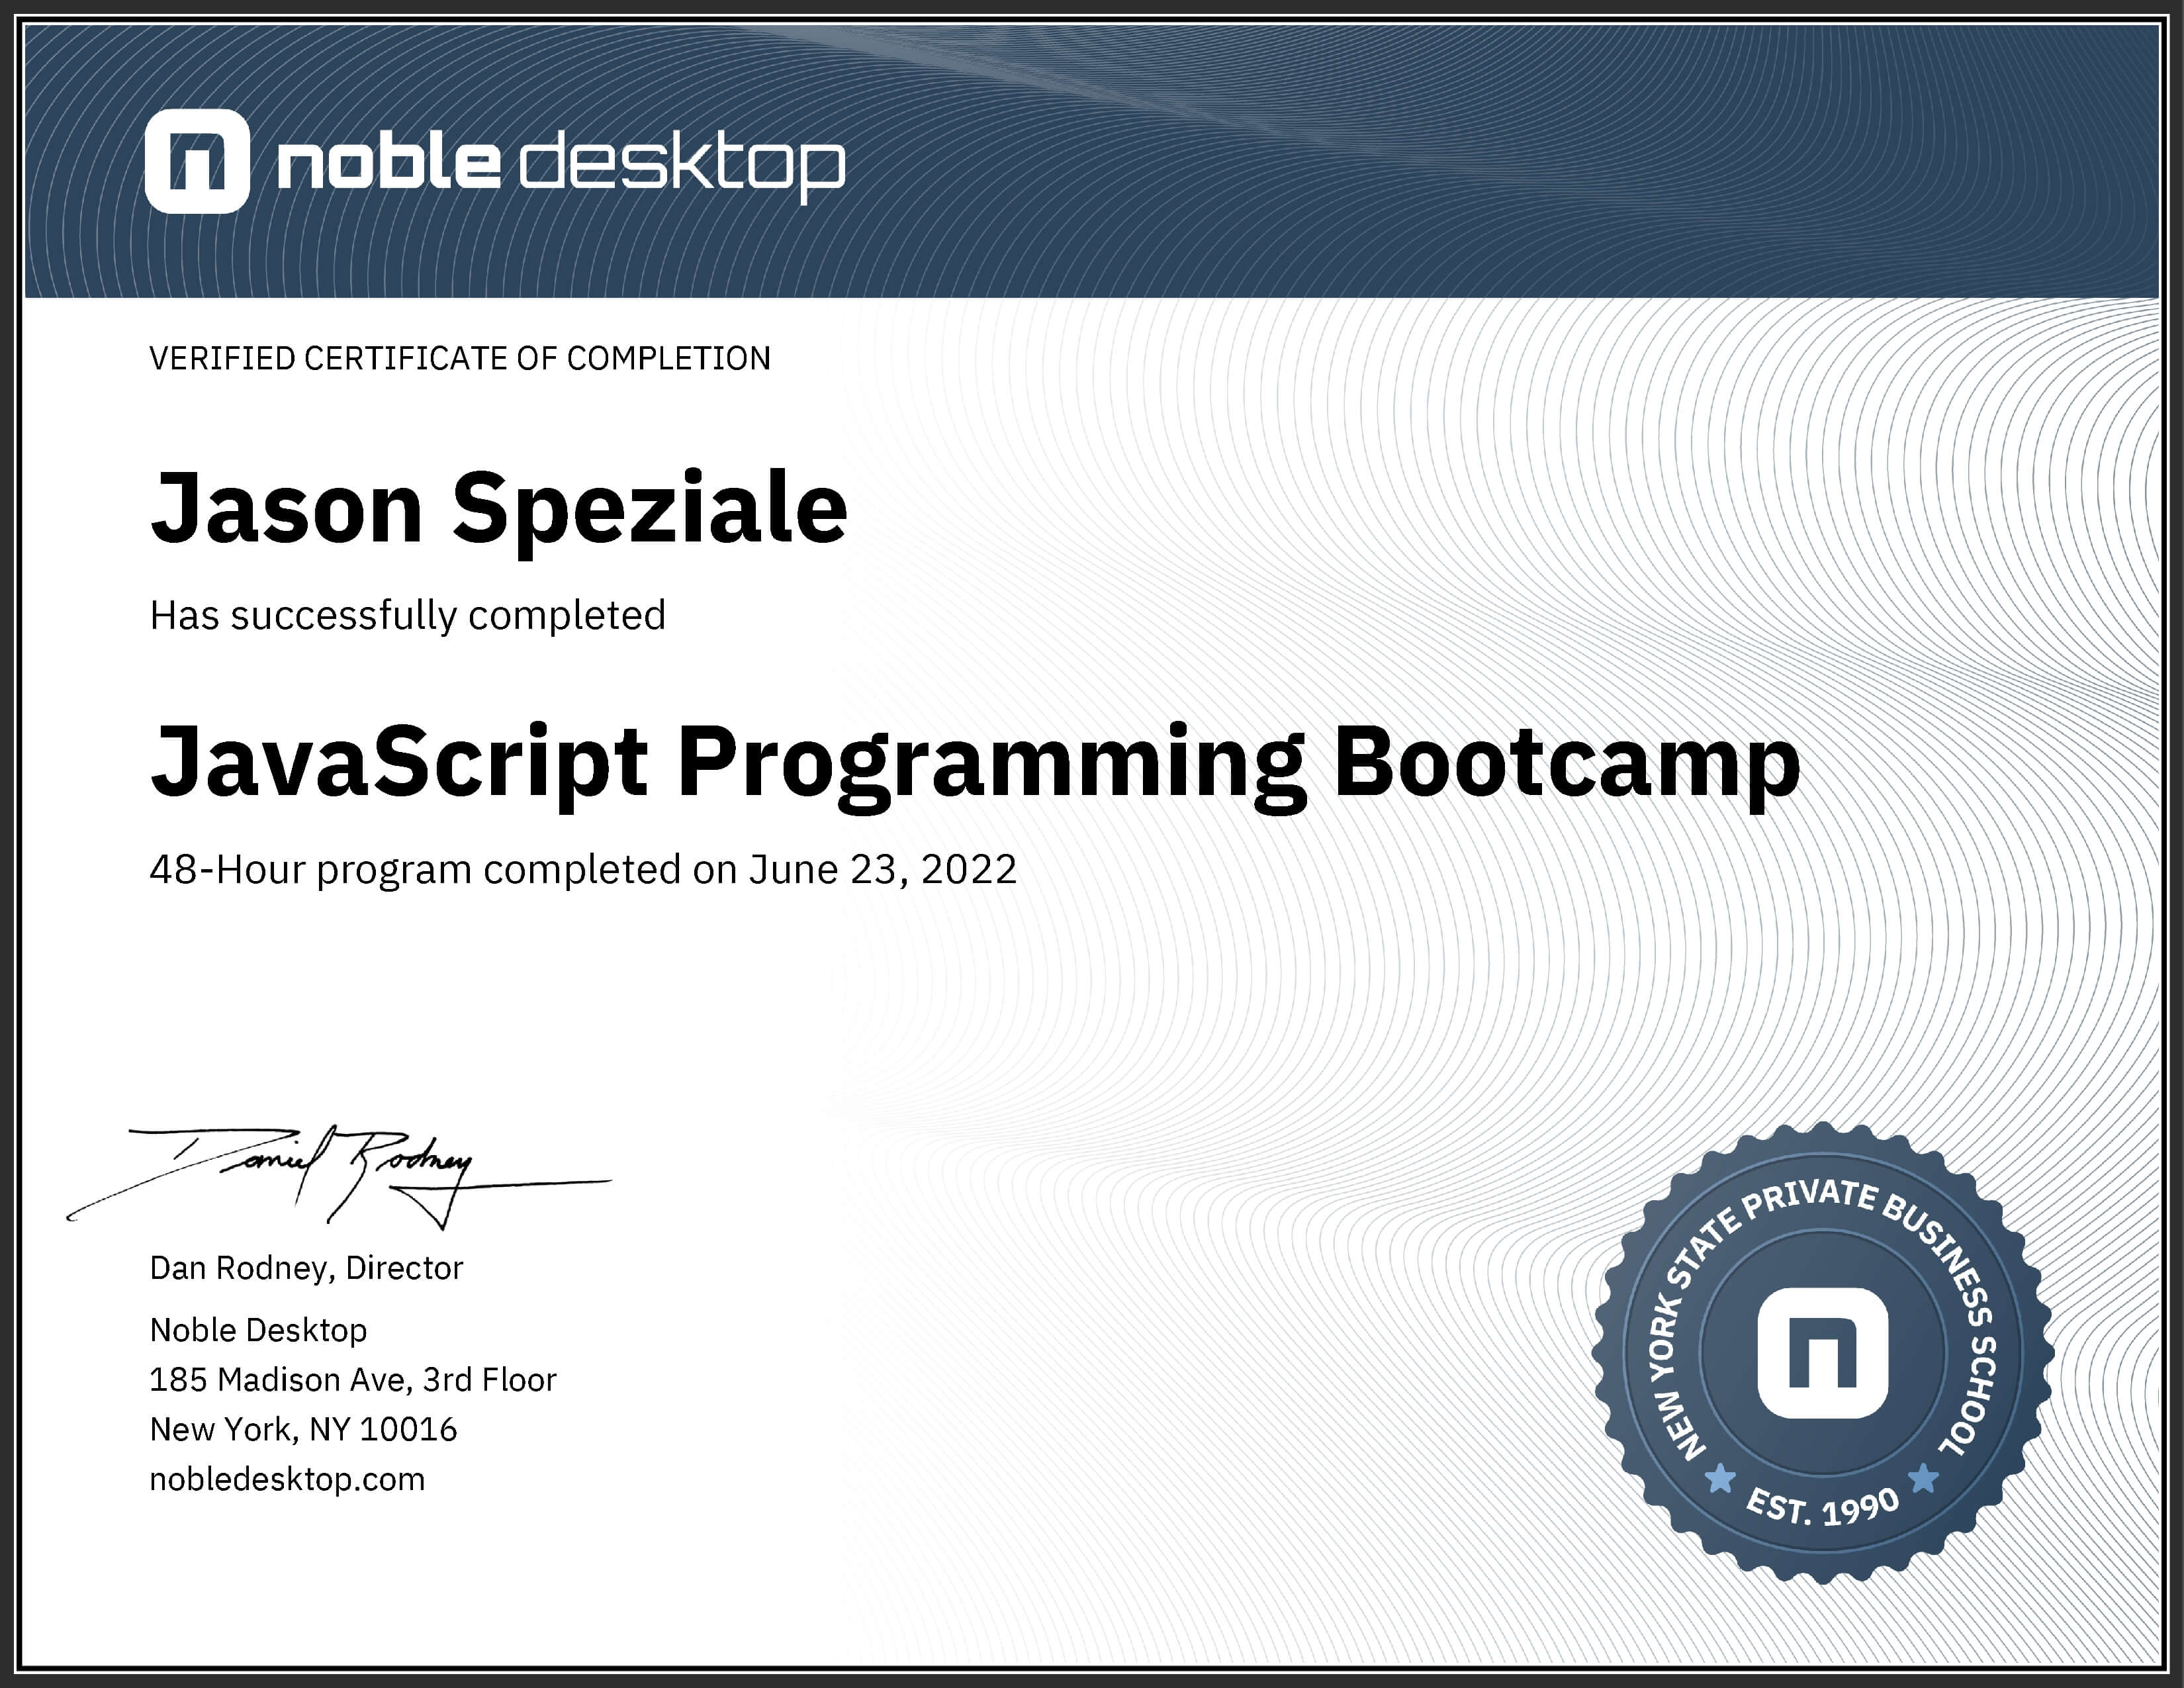 noble desktop
VERIFIED CERTIFICATE OF COMPLETION
Jason Speziale
Has successfully completed
JavaScript Programming Bootcamp
48-Hour program completed on June 23, 2022
Daniel Rodney
Dan Rodney, Director
Noble Desktop
185 Madison Ave, 3rd Floor
New York, NY 10016
nobledesktop.com
NEW YORK STATE PRIVATE BUSINESS SCHOOL
EST. 1990